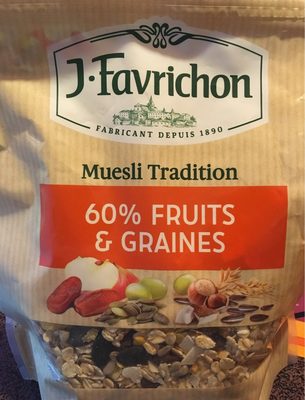 J·Favrichon
FABRICANT DEPUIS 1890
Muesli Tradition
60% FRUITS
& GRAINES